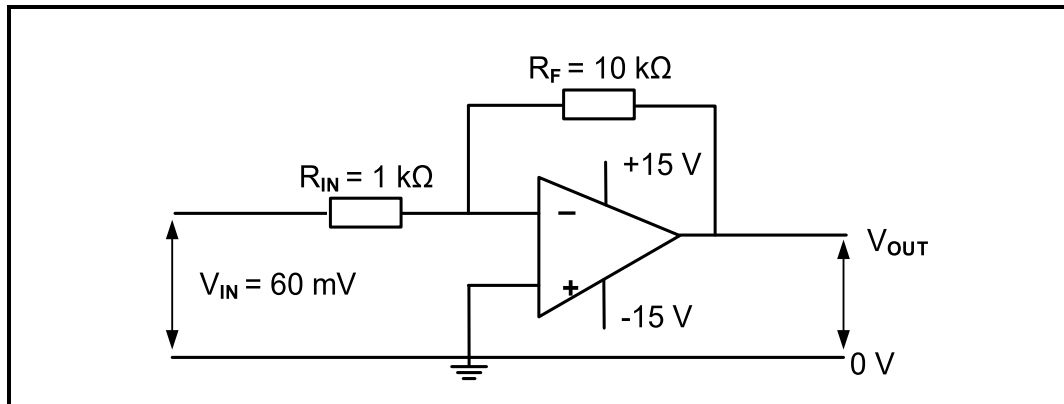 R_F = 10 kΩ
+15 V
R_IN = 1 kΩ
−
V_OUT
V_IN = 60 mV
+
-15 V
0 V